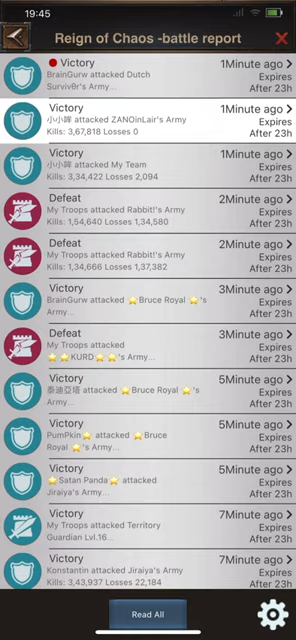 19:45
Reign of Chaos -battle report
Victory
1Minute ago
BrainGurw attacked Dutch
Expires
Survivθr's Army...
After 23h
Victory
1Minute ago
小小哞 attacked ZANOinLair's Army
Expires
Kills: 3,67,818 Losses 0
After 23h
Victory
1Minute ago
小小哞 attacked My Team
Expires
Kills: 3,34,422 Losses 2,094
After 23h
Defeat
2Minute ago
My Troops attacked Rabbit!'s Army
Expires
Kills: 1,54,640 Losses 1,34,580
After 23h
Defeat
2Minute ago
My Troops attacked Rabbit!'s Army
Expires
Kills: 1,34,666 Losses 1,37,382
After 23h
Victory
3Minute ago
BrainGurw attacked ⭐Bruce Royal ⭐'s
Expires
Army...
After 23h
Defeat
3Minute ago
My Troops attacked
Expires
⭐⭐KURD⭐⭐'s Army...
After 23h
Victory
5Minute ago
泰迪亞塔 attacked ⭐Bruce Royal ⭐'s
Expires
Army...
After 23h
Victory
5Minute ago
PumPkin⭐ attacked ⭐Bruce
Expires
Royal ⭐'s Army...
After 23h
Victory
5Minute ago
⭐Satan Panda⭐ attacked
Expires
Jiraiya's Army...
After 23h
Victory
7Minute ago
My Troops attacked Territory
Expires
Guardian Lvl.16...
After 23h
Victory
7Minute ago
Konstantin attacked Jiraiya's Army
Expires
Kills: 3,43,937 Losses 22,184
After 23h
Read All